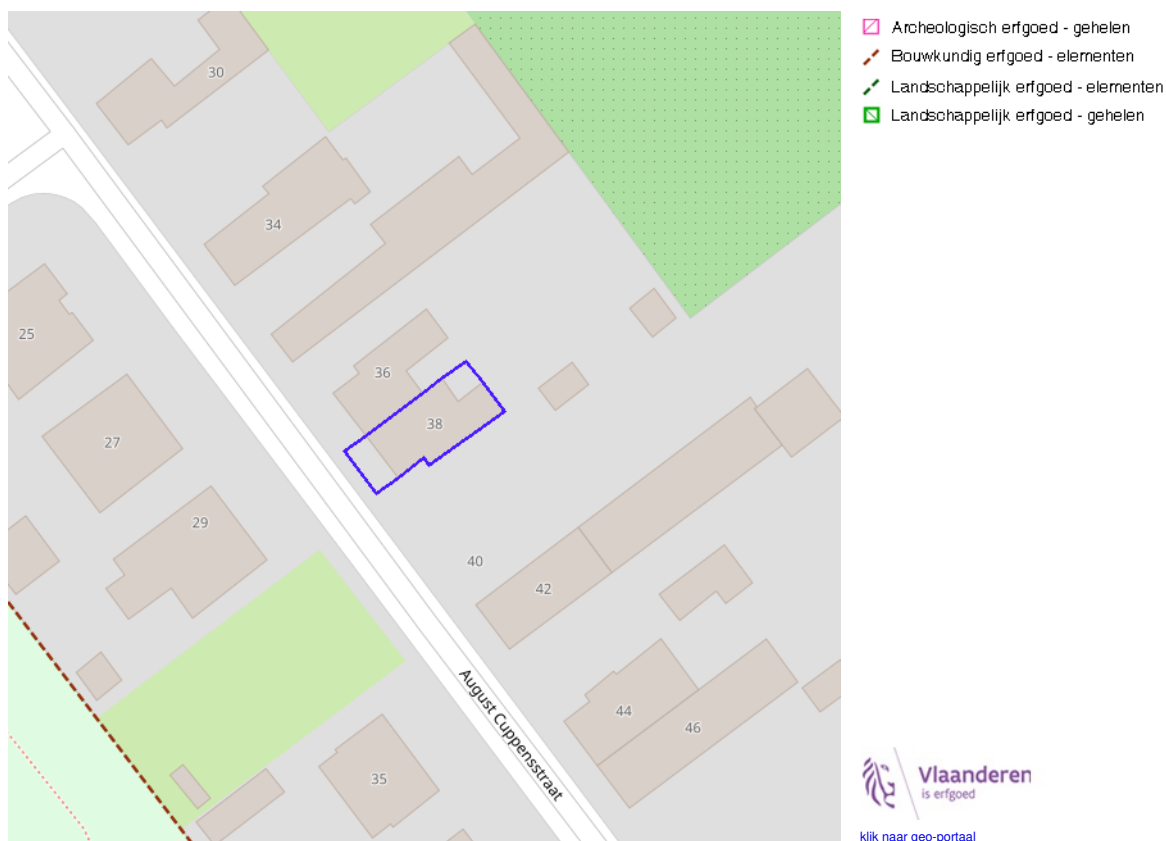 Archeologisch erfgoed - gehelen
Bouwkundig erfgoed - elementen
Landschappelijk erfgoed - elementen
Landschappelijk erfgoed - gehelen
30
34
25
36
38
27
29
40
42
44
46
35
August Cuppensstraat
Vlaanderen
is erfgoed
klik naar geo-portaal